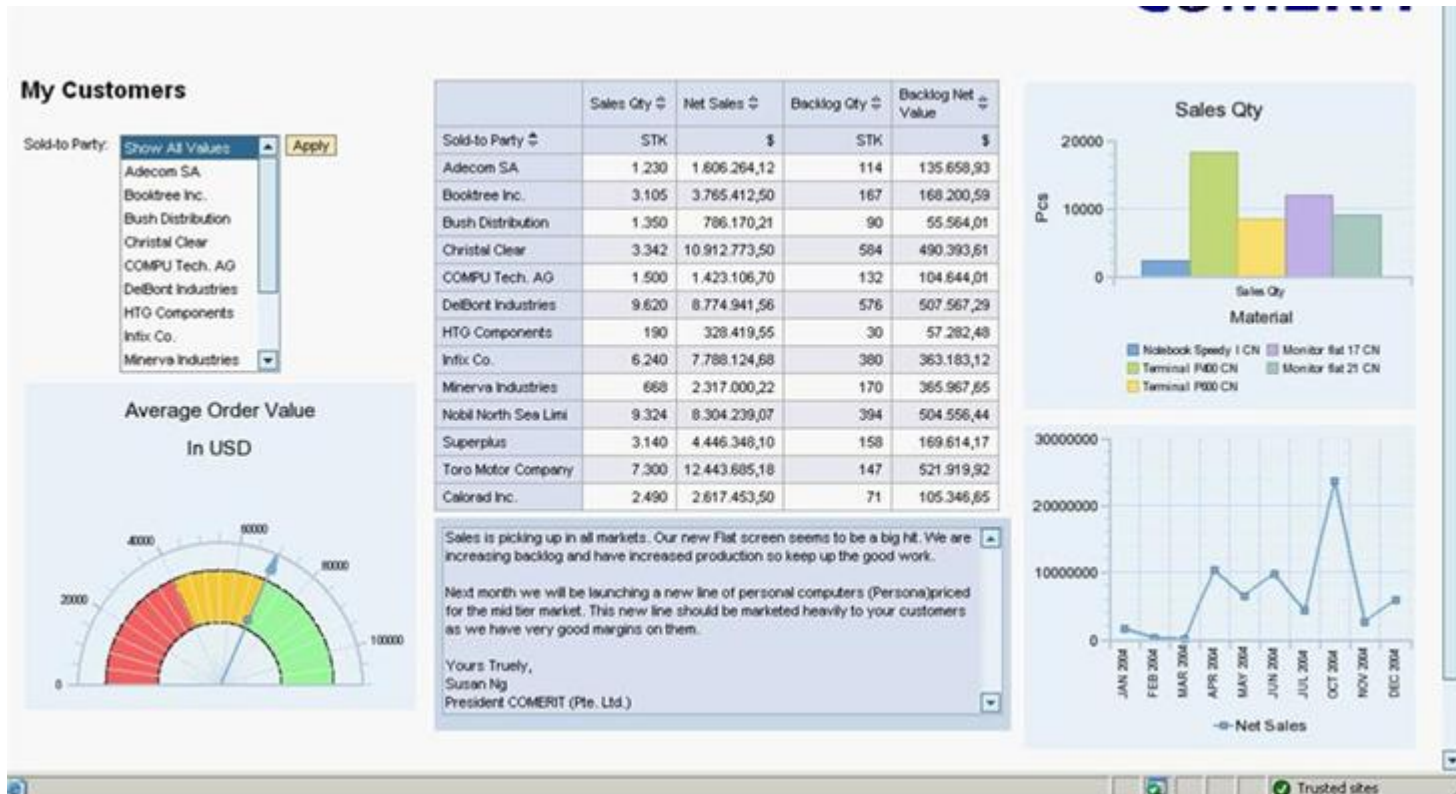 COMERIT
My Customers
Sold-to Party:
Show All Values
Apply
Adecom SA
Booktree Inc.
Bush Distribution
Christal Clear
COMPU Tech. AG
DelBont Industries
HTG Components
Infix Co.
Minerva Industries
Average Order Value
In USD
0
20000
40000
60000
80000
100000
Sales Qty Net Sales Backlog Qty Backlog Net Value
Sold-to Party STK $ STK $
Adecom SA 1.230 1.606.264,12 114 135.658,93
Booktree Inc. 3.105 3.765.412,50 167 168.200,59
Bush Distribution 1.350 786.170,21 90 55.564,01
Christal Clear 3.342 10.912.773,50 584 490.393,61
COMPU Tech. AG 1.500 1.423.106,70 132 104.644,01
DelBont Industries 9.620 8.774.941,56 576 507.567,29
HTG Components 190 328.419,55 30 57.282,48
Infix Co. 6.240 7.788.124,68 380 363.183,12
Minerva Industries 668 2.317.000,22 170 365.967,65
Nobil North Sea Limi 9.324 8.304.239,07 394 504.556,44
Superplus 3.140 4.446.348,10 158 169.614,17
Toro Motor Company 7.300 12.443.685,18 147 521.919,92
Calorad Inc. 2.490 2.617.453,50 71 105.346,65
Sales is picking up in all markets. Our new Flat screen seems to be a big hit. We are
increasing backlog and have increased production so keep up the good work.
Next month we will be launching a new line of personal computers (Persona)priced
for the mid tier market. This new line should be marketed heavily to your customers
as we have very good margins on them.
Yours Truely,
Susan Ng
President COMERIT (Pte. Ltd.)
Sales Qty
20000
10000
0
Pcs
Sales Qty
Material
Notebook Speedy I CN Monitor flat 17 CN
Terminal P400 CN Monitor flat 21 CN
Terminal P600 CN
30000000
20000000
10000000
0
JAN 2004
FEB 2004
MAR 2004
APR 2004
MAY 2004
JUN 2004
JUL 2004
OCT 2004
NOV 2004
DEC 2004
Net Sales
Trusted sites